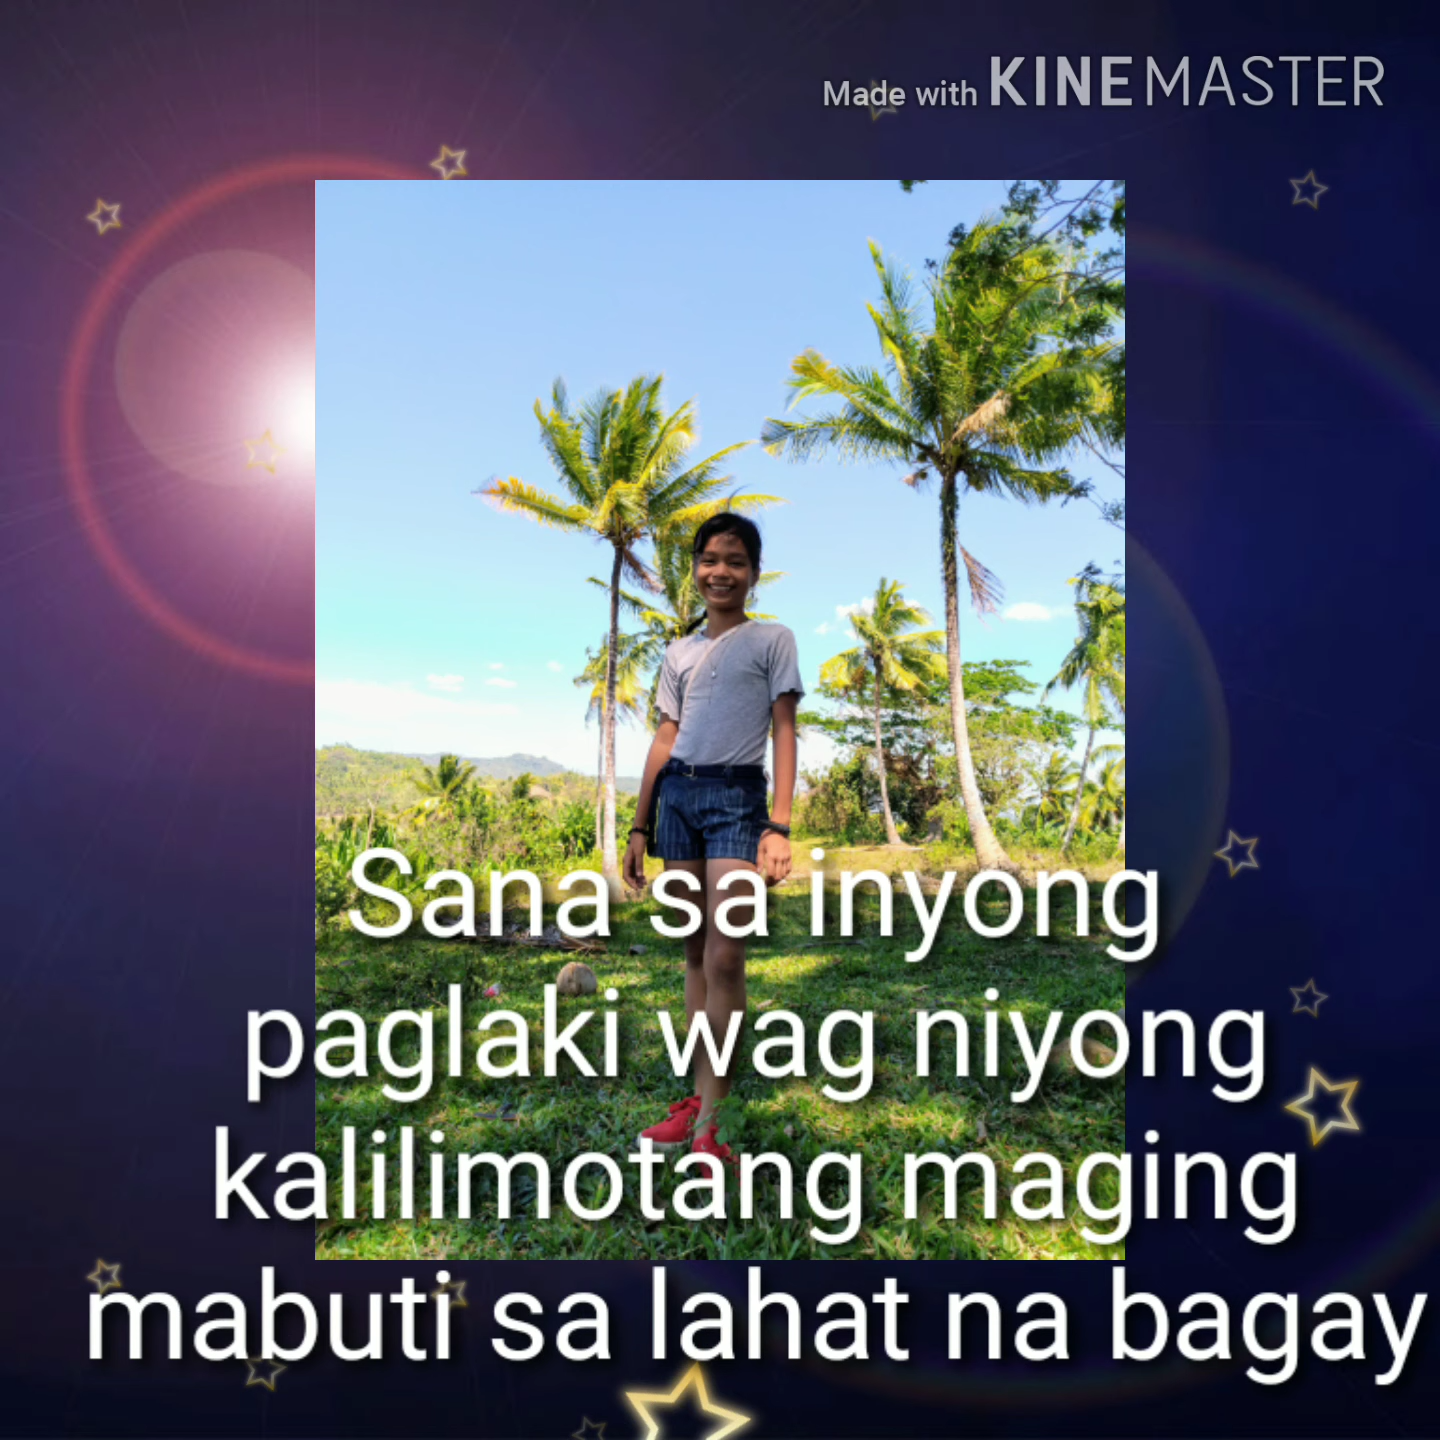 Made with KINEMASTER
Sana sa inyong
paglaki wag niyong
kalilimotang maging
mabuti sa lahat na bagay